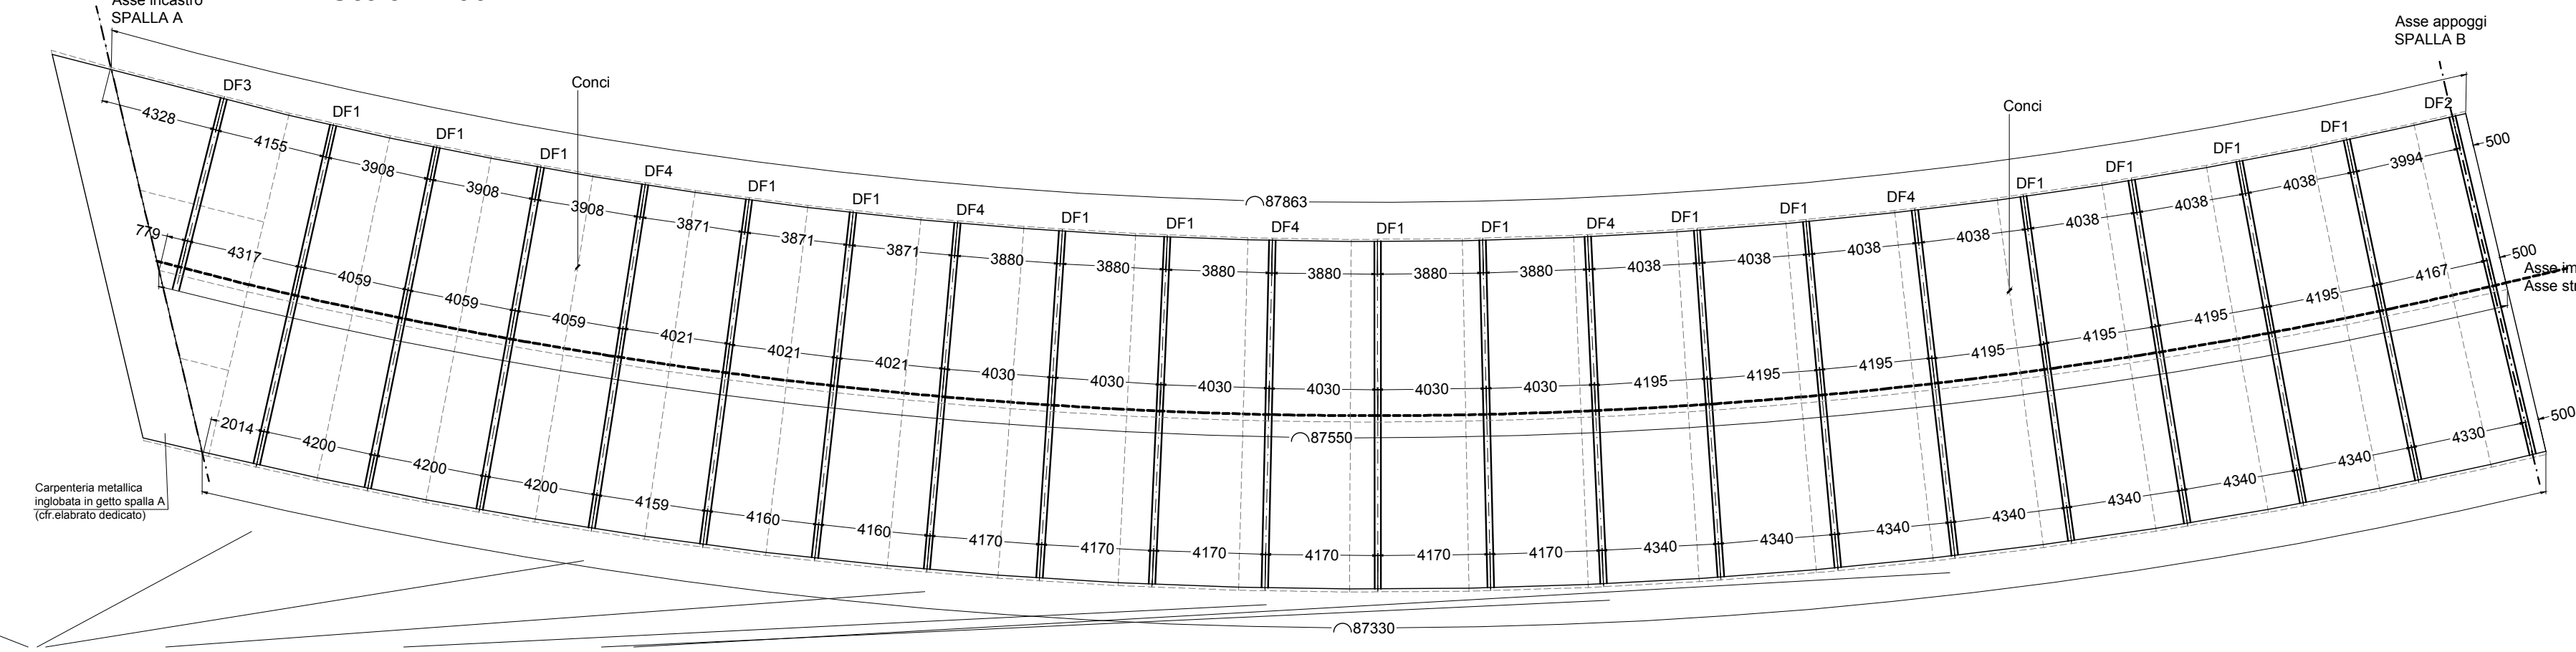 Asse incastro
SPALLA A
Asse appoggi
SPALLA B
Conci
Conci
DF3
DF1
DF1
DF1
DF4
DF1
DF1
DF4
DF1
DF1
DF4
DF1
DF1
DF4
DF1
DF1
DF4
DF1
DF1
DF1
DF1
DF2
87863
4328
4155
3908
3908
3908
3871
3871
3871
3880
3880
3880
3880
3880
3880
4038
4038
4038
4038
4038
4038
4038
3994
500
779
4317
4059
4059
4059
4021
4021
4021
4030
4030
4030
4030
4030
4030
4195
4195
4195
4195
4195
4195
4195
4167
500
Asse im
Asse str
87550
2014
4200
4200
4200
4159
4160
4160
4170
4170
4170
4170
4170
4170
4340
4340
4340
4340
4340
4340
4340
4330
500
Carpenteria metallica
inglobata in getto spalla A
(cfr.elabrato dedicato)
87330